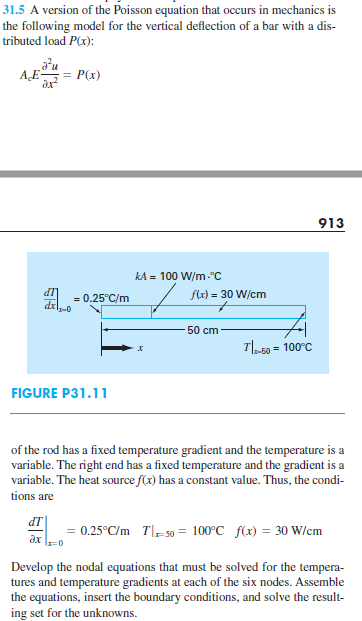 31.5 A version of the Poisson equation that occurs in mechanics is
the following model for the vertical deflection of a bar with a dis-
tributed load P(x):
A_cE ∂²u/∂x² = P(x)
913
kA = 100 W/m·°C
dT/dx|x=0 = 0.25°C/m
f(x) = 30 W/cm
50 cm
x
T|x=50 = 100°C
FIGURE P31.11
of the rod has a fixed temperature gradient and the temperature is a
variable. The right end has a fixed temperature and the gradient is a
variable. The heat source f(x) has a constant value. Thus, the condi-
tions are
dT/∂x|x=0 = 0.25°C/m T|x=50 = 100°C f(x) = 30 W/cm
Develop the nodal equations that must be solved for the tempera-
tures and temperature gradients at each of the six nodes. Assemble
the equations, insert the boundary conditions, and solve the result-
ing set for the unknowns.